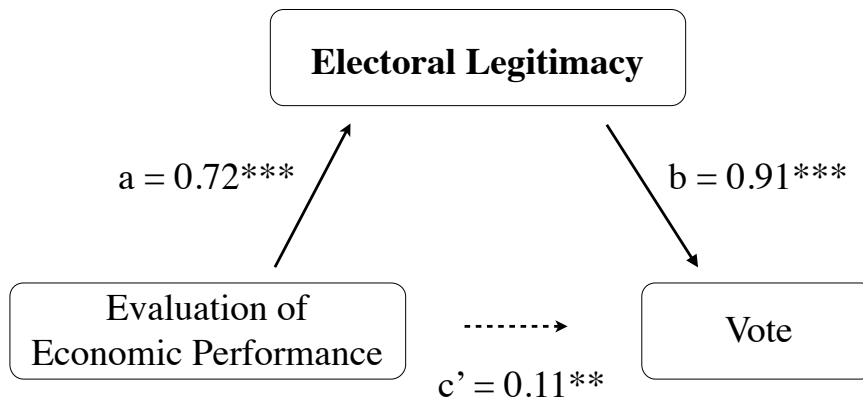 Electoral Legitimacy
a = 0.72***
b = 0.91***
Evaluation of
Economic Performance
Vote
c’ = 0.11**